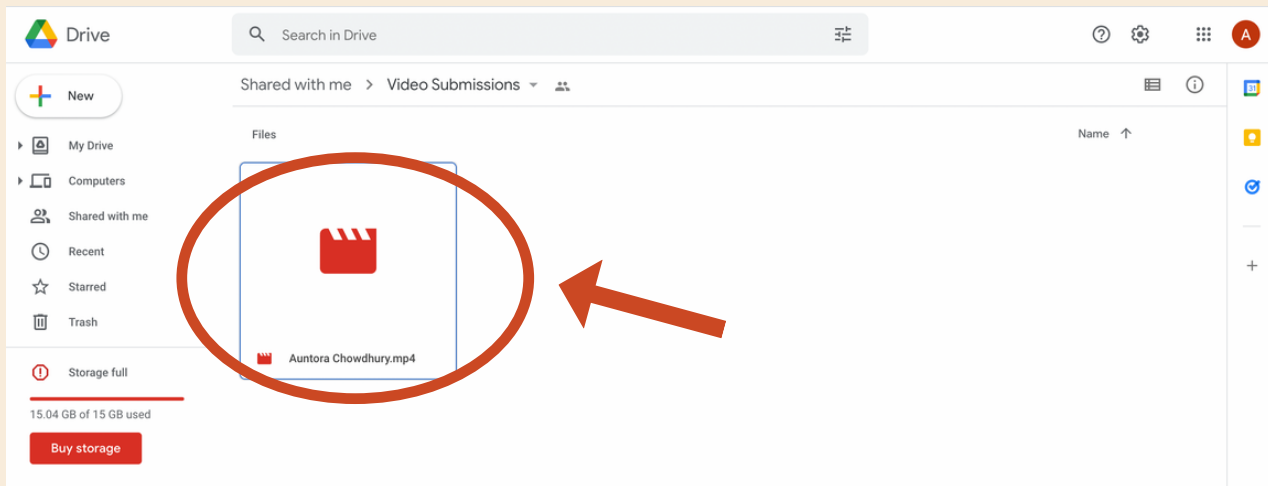 Drive
Search in Drive
A
New
Shared with me > Video Submissions
31
My Drive
Files
Name ↑
Computers
Shared with me
Recent
Starred
Trash
Auntora Chowdhury.mp4
Storage full
15.04 GB of 15 GB used
Buy storage